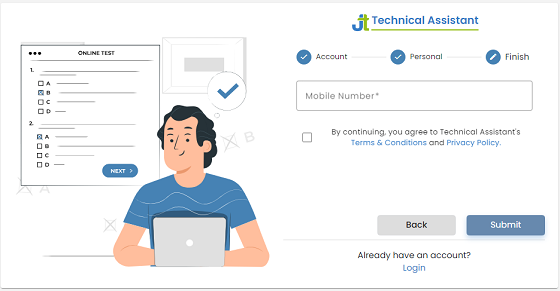 Jt Technical Assistant
Account
Personal
Finish
Mobile Number*
By continuing, you agree to Technical Assistant's
Terms & Conditions and Privacy Policy.
Back
Submit
Already have an account?
Login
ONLINE TEST
1.
A
B
C
D
2.
A
B
C
D
NEXT >
A
B